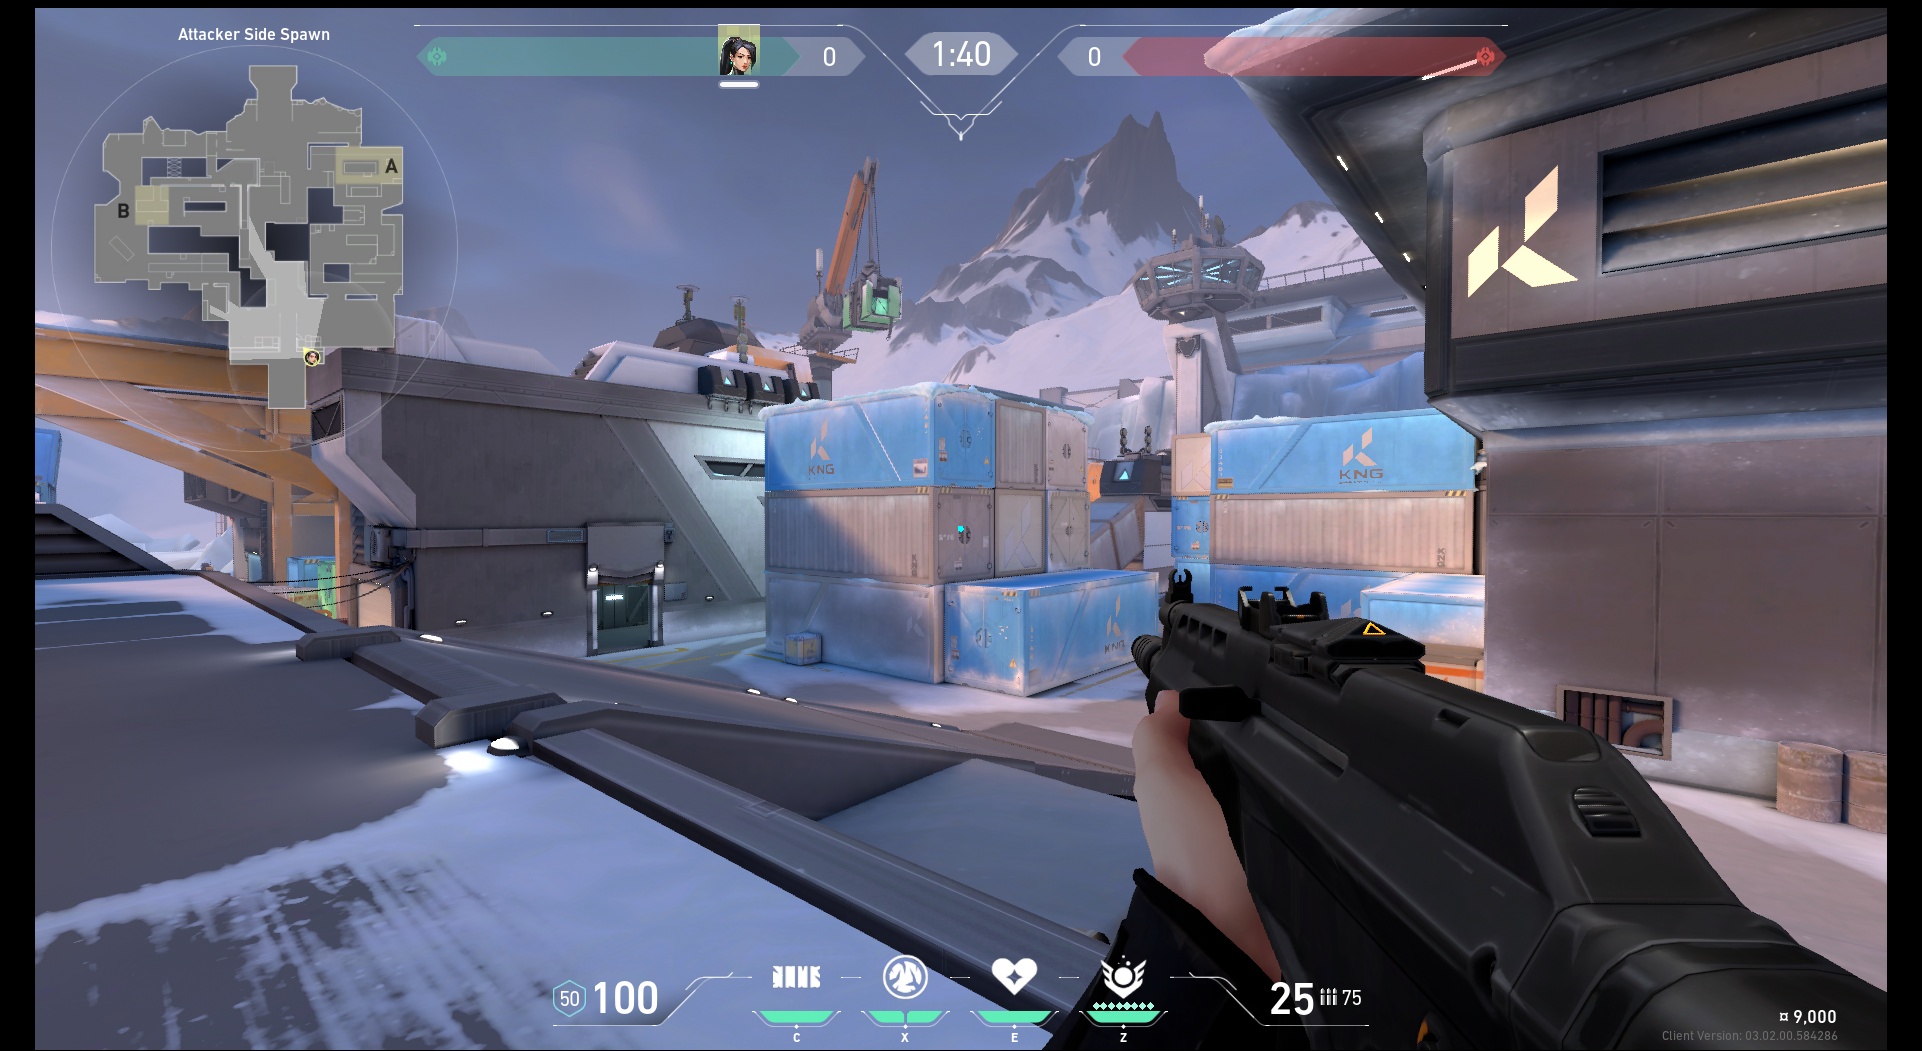 Attacker Side Spawn
0
1:40
0
A
B
KNG
KNG
KNG
50 100
25 75
C X E Z
¤ 9,000
Client Version: 03.02.00.584286